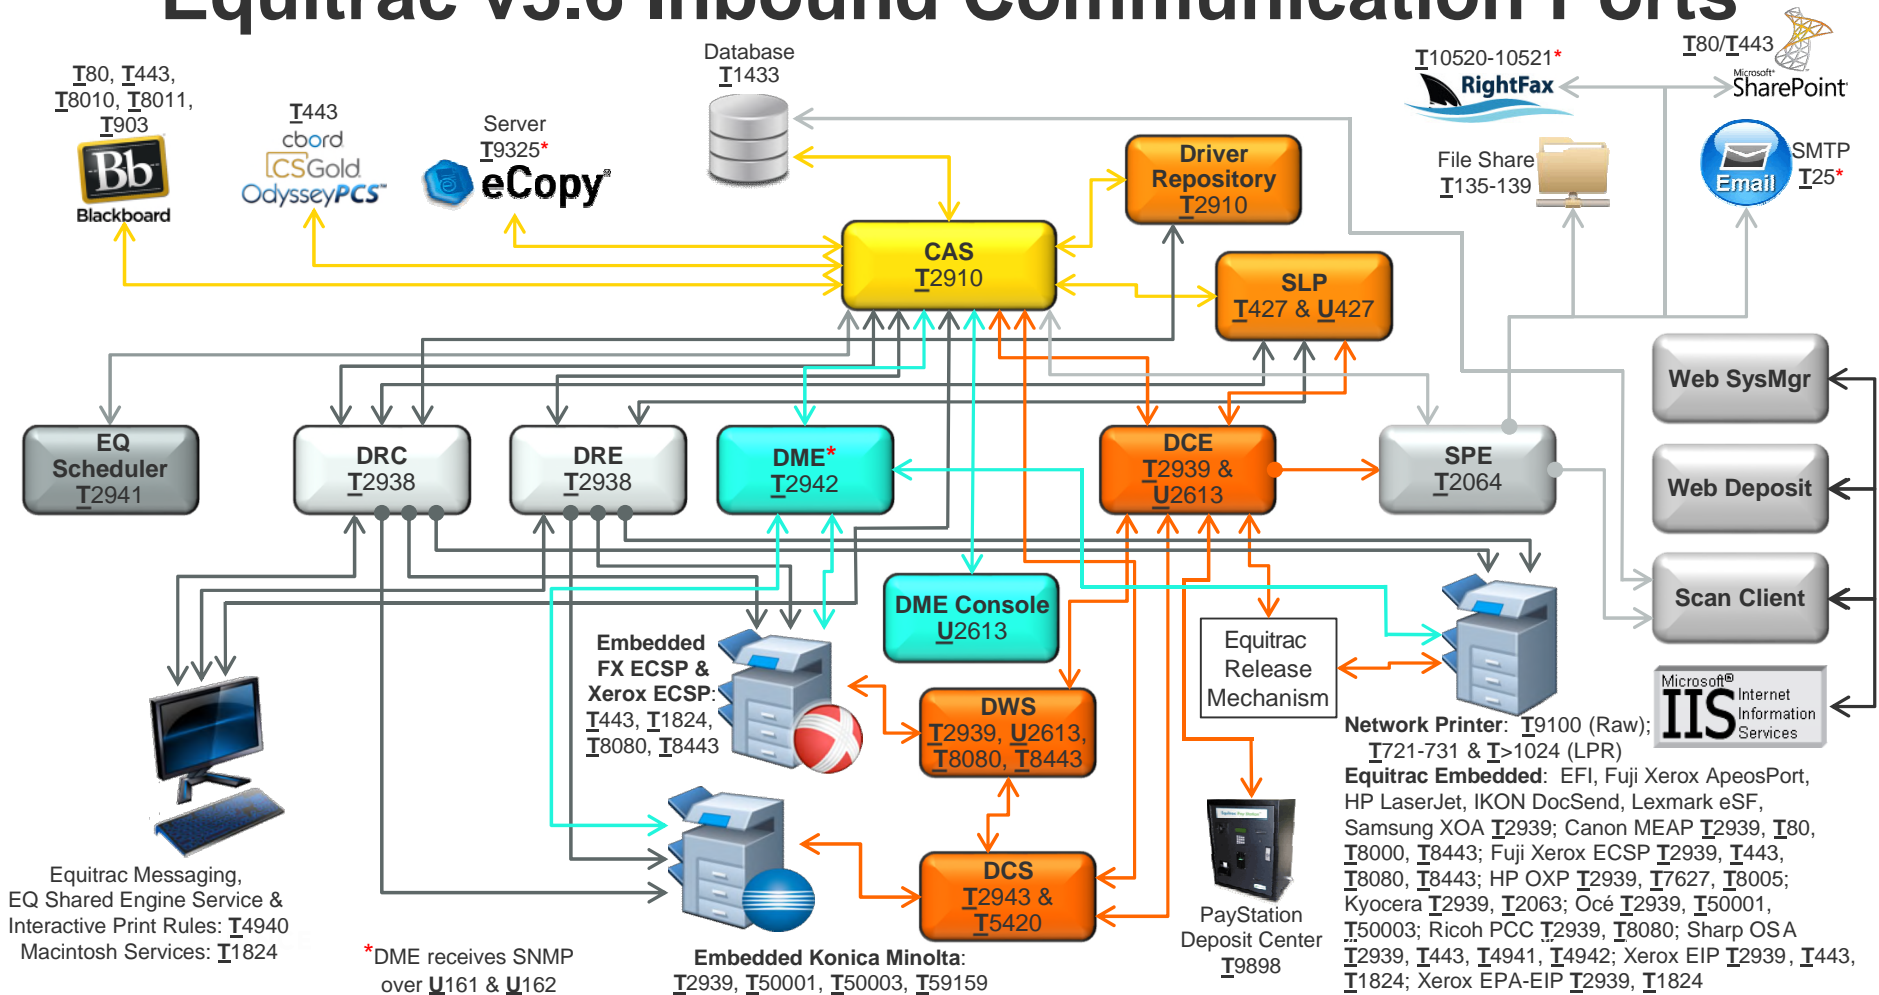 Equitrac v5.6 Inbound Communication Ports
Database
T1433
T80, T443,
T8010, T8011,
T903
Bb
Blackboard
T443
cbord
CSGold
OdysseyPCS™
Server
T9325*
eCopy®
T10520-10521*
RightFax
T80/T443
Microsoft®
SharePoint®
File Share
T135-139
SMTP
T25*
Email
Driver
Repository
T2910
CAS
T2910
SLP
T427 & U427
Web SysMgr
Web Deposit
Scan Client
Microsoft®
IIS
Internet
Information
Services
EQ
Scheduler
T2941
DRC
T2938
DRE
T2938
DME*
T2942
DCE
T2939 &
U2613
SPE
T2064
DME Console
U2613
Embedded
FX ECSP &
Xerox ECSP:
T443, T1824,
T8080, T8443
DWS
T2939, U2613,
T8080, T8443
Equitrac
Release
Mechanism
DCS
T2943 &
T5420
PayStation
Deposit Center
T9898
Network Printer: T9100 (Raw);
T721-731 & T>1024 (LPR)
Equitrac Embedded: EFI, Fuji Xerox ApeosPort,
HP LaserJet, IKON DocSend, Lexmark eSF,
Samsung XOA T2939; Canon MEAP T2939, T80,
T8000, T8443; Fuji Xerox ECSP T2939, T443,
T8080, T8443; HP OXP T2939, T7627, T8005;
Kyocera T2939, T2063; Océ T2939, T50001,
T50003; Ricoh PCC T2939, T8080; Sharp OSA
T2939, T443, T4941, T4942; Xerox EIP T2939, T443,
T1824; Xerox EPA-EIP T2939, T1824
Equitrac Messaging,
EQ Shared Engine Service &
Interactive Print Rules: T4940
Macintosh Services: T1824
*DME receives SNMP
over U161 & U162
Embedded Konica Minolta:
T2939, T50001, T50003, T59159